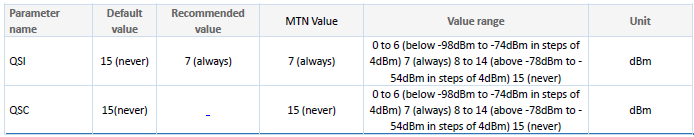 Parameter name Default value Recommended value MTN Value Value range Unit
QSI 15 (never) 7 (always) 7 (always) 0 to 6 (below -98dBm to -74dBm in steps of 4dBm) 7 (always) 8 to 14 (above -78dBm to -54dBm in steps of 4dBm) 15 (never) dBm
QSC 15(never) _ 15 (never) 0 to 6 (below -98dBm to -74dBm in steps of 4dBm) 7 (always) 8 to 14 (above -78dBm to -54dBm in steps of 4dBm) 15 (never) dBm